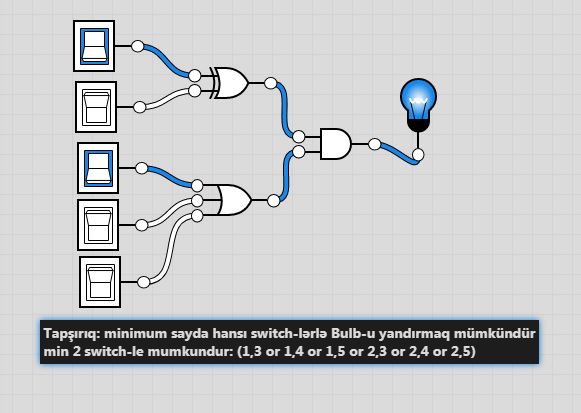 Tapşırıq: minimum sayda hansı switch-lərlə Bulb-u yandırmaq mümkündür
min 2 switch-le mumkundur: (1,3 or 1,4 or 1,5 or 2,3 or 2,4 or 2,5)